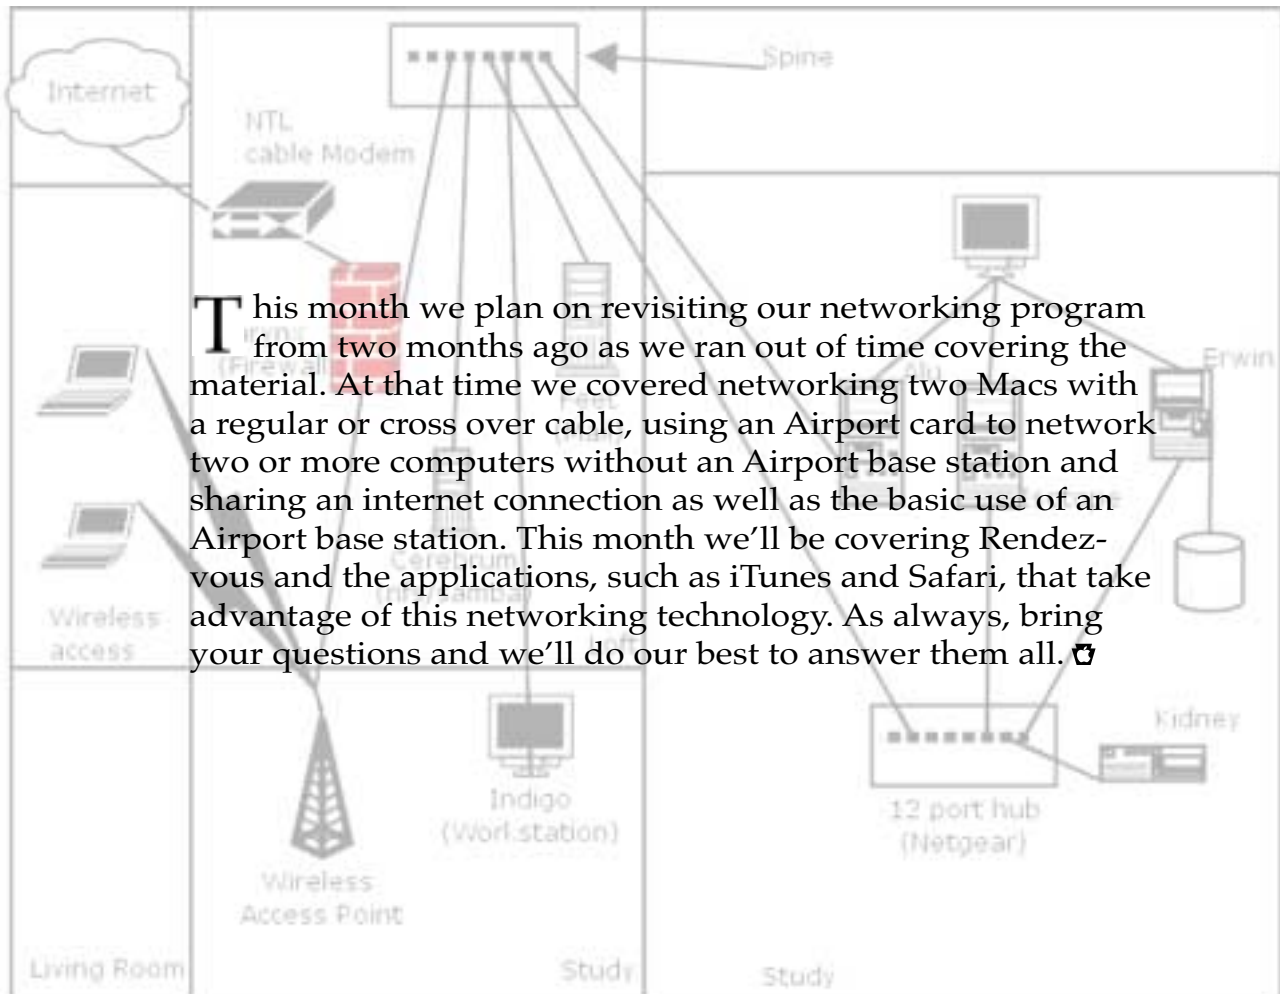 Internet
NTL
cable Modem
Spine
This month we plan on revisiting our networking program
from two months ago as we ran out of time covering the
material. At that time we covered networking two Macs with
a regular or cross over cable, using an Airport card to network
two or more computers without an Airport base station and
sharing an internet connection as well as the basic use of an
Airport base station. This month we'll be covering Rendez-
vous and the applications, such as iTunes and Safari, that take
advantage of this networking technology. As always, bring
your questions and we'll do our best to answer them all.
(Firewall
Erwin
Cerebrum
Wireless
access
Loft
Indigo
(Workstation)
Kidney
12 port hub
(Netgear)
Wireless
Access Point
Living Room
Study
Study